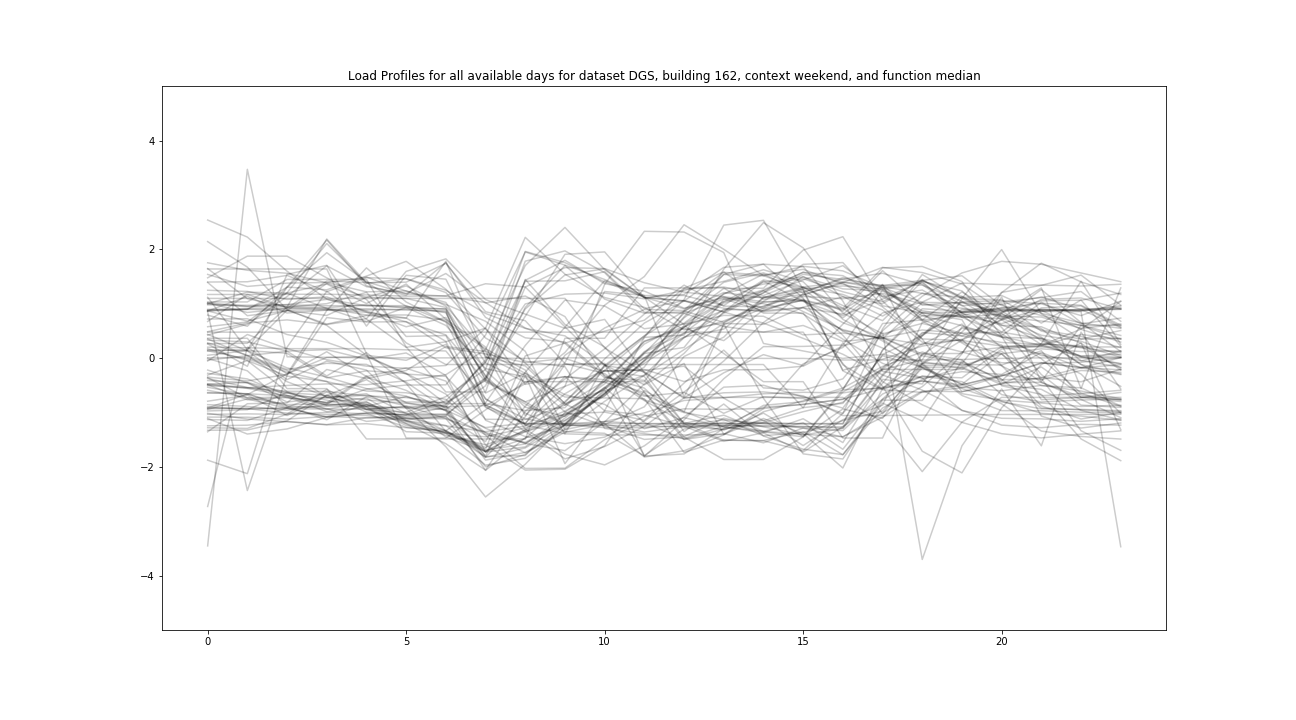 Load Profiles for all available days for dataset DGS, building 162, context weekend, and function median
4
2
0
−2
−4
0 5 10 15 20